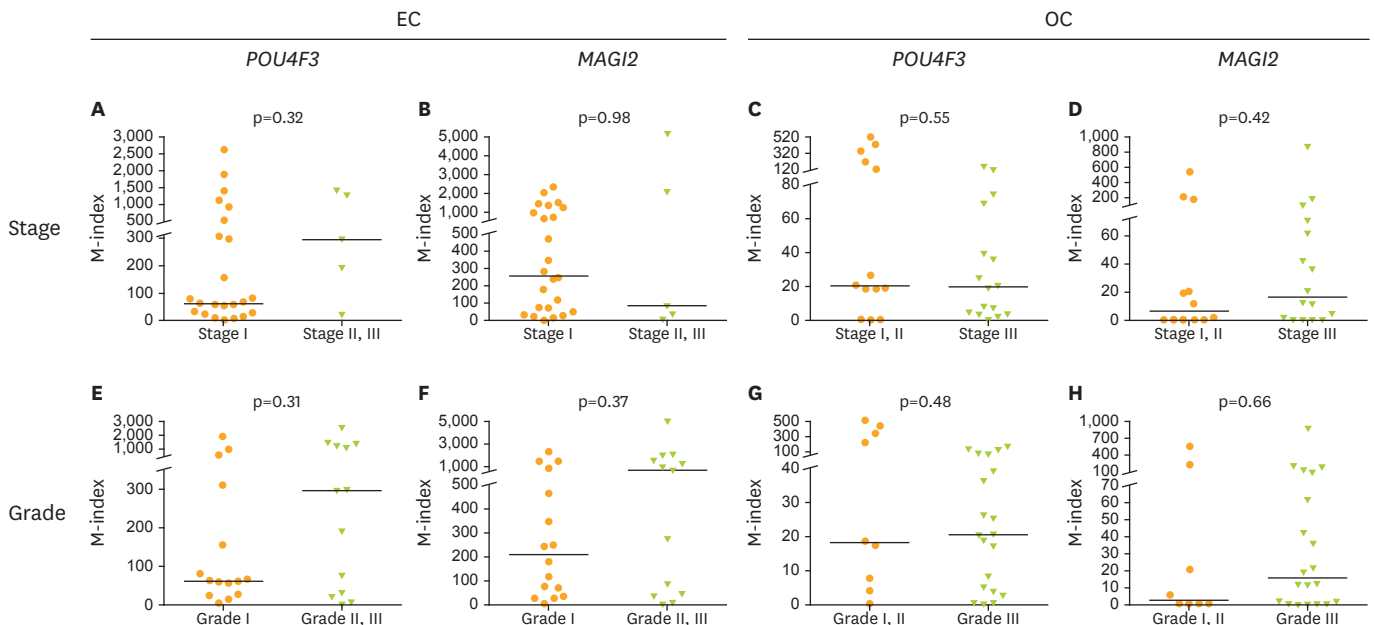 EC OC
POU4F3 MAGI2 POU4F3 MAGI2
Stage
A
p=0.32
M-index
3,000
2,500
2,000
1,500
1,000
500
300
200
100
0
Stage I Stage II, III
B
p=0.98
M-index
5,000
4,000
3,000
2,000
1,000
500
400
300
200
100
0
Stage I Stage II, III
C
p=0.55
M-index
520
320
120
80
60
40
20
0
Stage I, II Stage III
D
p=0.42
M-index
1,000
800
600
400
200
60
40
20
0
Stage I, II Stage III
Grade
E
p=0.31
M-index
3,000
2,000
1,000
300
200
100
0
Grade I Grade II, III
F
p=0.37
M-index
5,000
3,000
1,000
500
400
300
200
100
0
Grade I Grade II, III
G
p=0.48
M-index
500
300
100
40
30
20
10
0
Grade I, II Grade III
H
p=0.66
M-index
1,000
700
400
100
70
60
50
40
30
20
10
0
Grade I, II Grade III